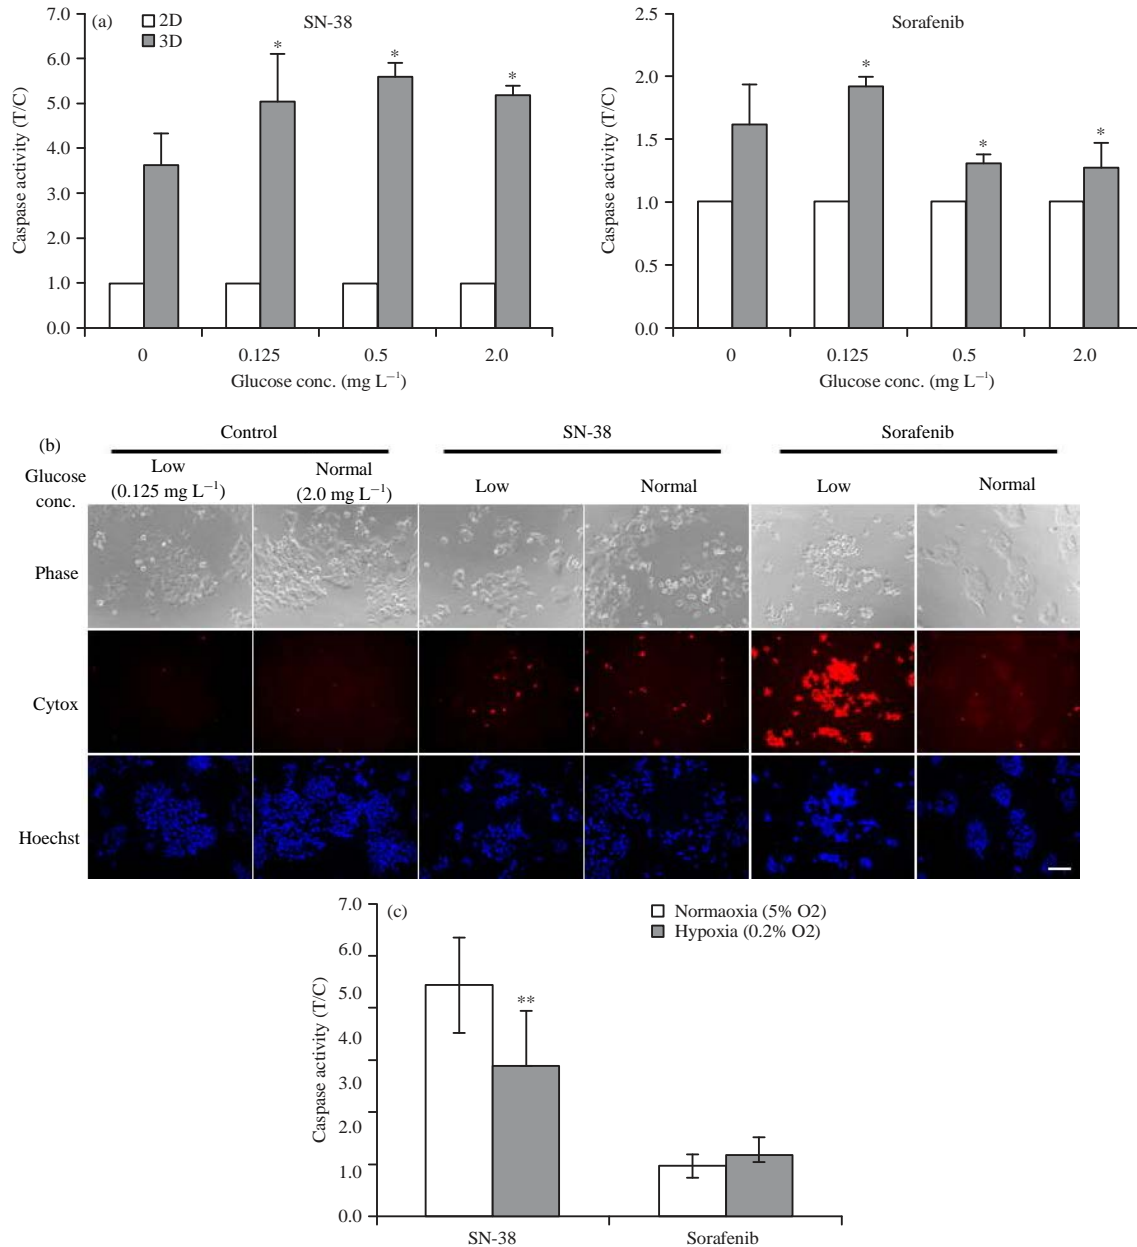 (a)
2D
3D
SN-38
7.0
6.0
5.0
4.0
3.0
2.0
1.0
0.0
Caspase activity (T/C)
*
*
*
0 0.125 0.5 2.0
Glucose conc. (mg L⁻¹)
Sorafenib
2.5
2.0
1.5
1.0
0.5
0.0
Caspase activity (T/C)
*
*
*
0 0.125 0.5 2.0
Glucose conc. (mg L⁻¹)
(b)
Control SN-38 Sorafenib
Glucose
conc.
Low
(0.125 mg L⁻¹)
Normal
(2.0 mg L⁻¹)
Low Normal Low Normal
Phase
Cytox
Hoechst
(c)
Normaoxia (5% O2)
Hypoxia (0.2% O2)
7.0
6.0
5.0
4.0
3.0
2.0
1.0
0.0
Caspase activity (T/C)
**
SN-38 Sorafenib